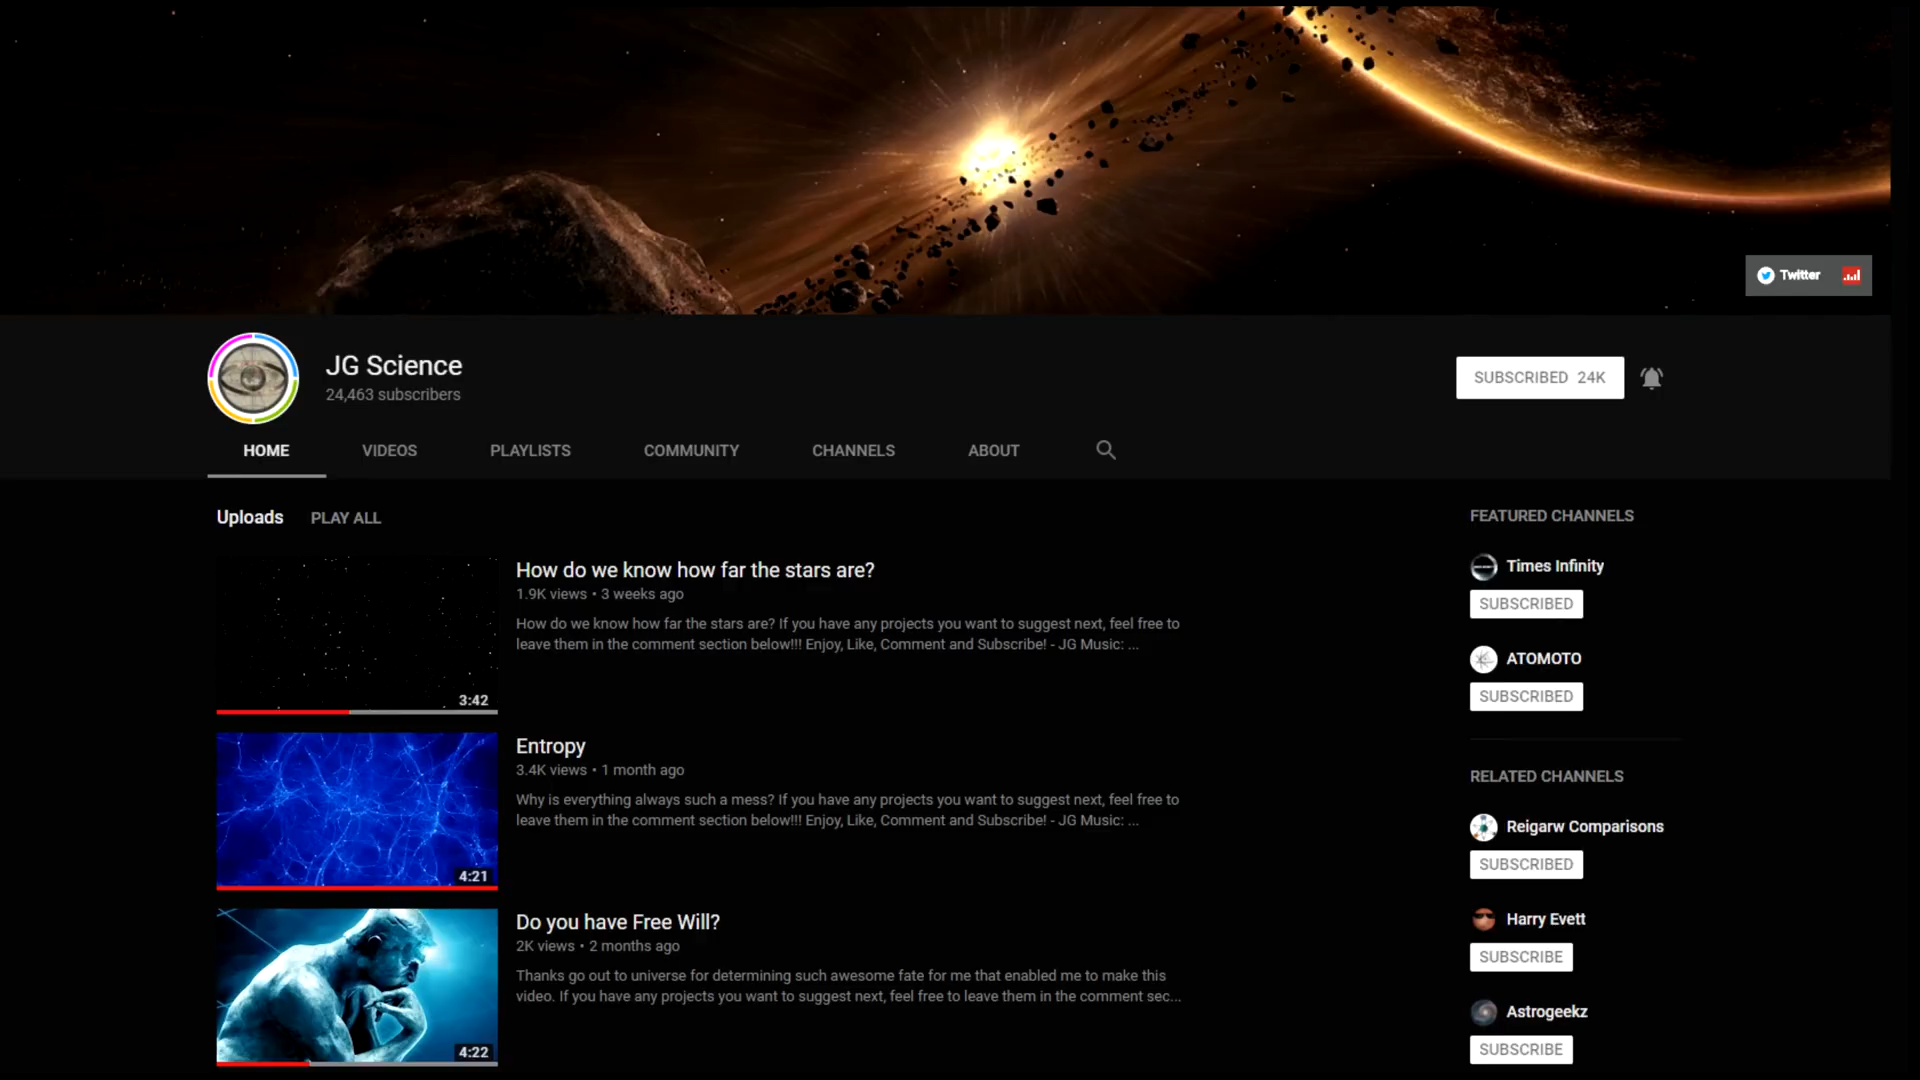 Twitter
JG Science
24,463 subscribers
SUBSCRIBED 24K
HOME VIDEOS PLAYLISTS COMMUNITY CHANNELS ABOUT
Uploads PLAY ALL
How do we know how far the stars are?
1.9K views • 3 weeks ago
How do we know how far the stars are? If you have any projects you want to suggest next, feel free to
leave them in the comment section below!!! Enjoy, Like, Comment and Subscribe! - JG Music: ...
3:42
Entropy
3.4K views • 1 month ago
Why is everything always such a mess? If you have any projects you want to suggest next, feel free to
leave them in the comment section below!!! Enjoy, Like, Comment and Subscribe! - JG Music: ...
4:21
Do you have Free Will?
2K views • 2 months ago
Thanks go out to universe for determining such awesome fate for me that enabled me to make this
video. If you have any projects you want to suggest next, feel free to leave them in the comment sec...
4:22
FEATURED CHANNELS
Times Infinity
SUBSCRIBED
ATOMOTO
SUBSCRIBED
RELATED CHANNELS
Reigarw Comparisons
SUBSCRIBED
Harry Evett
SUBSCRIBE
Astrogeekz
SUBSCRIBE